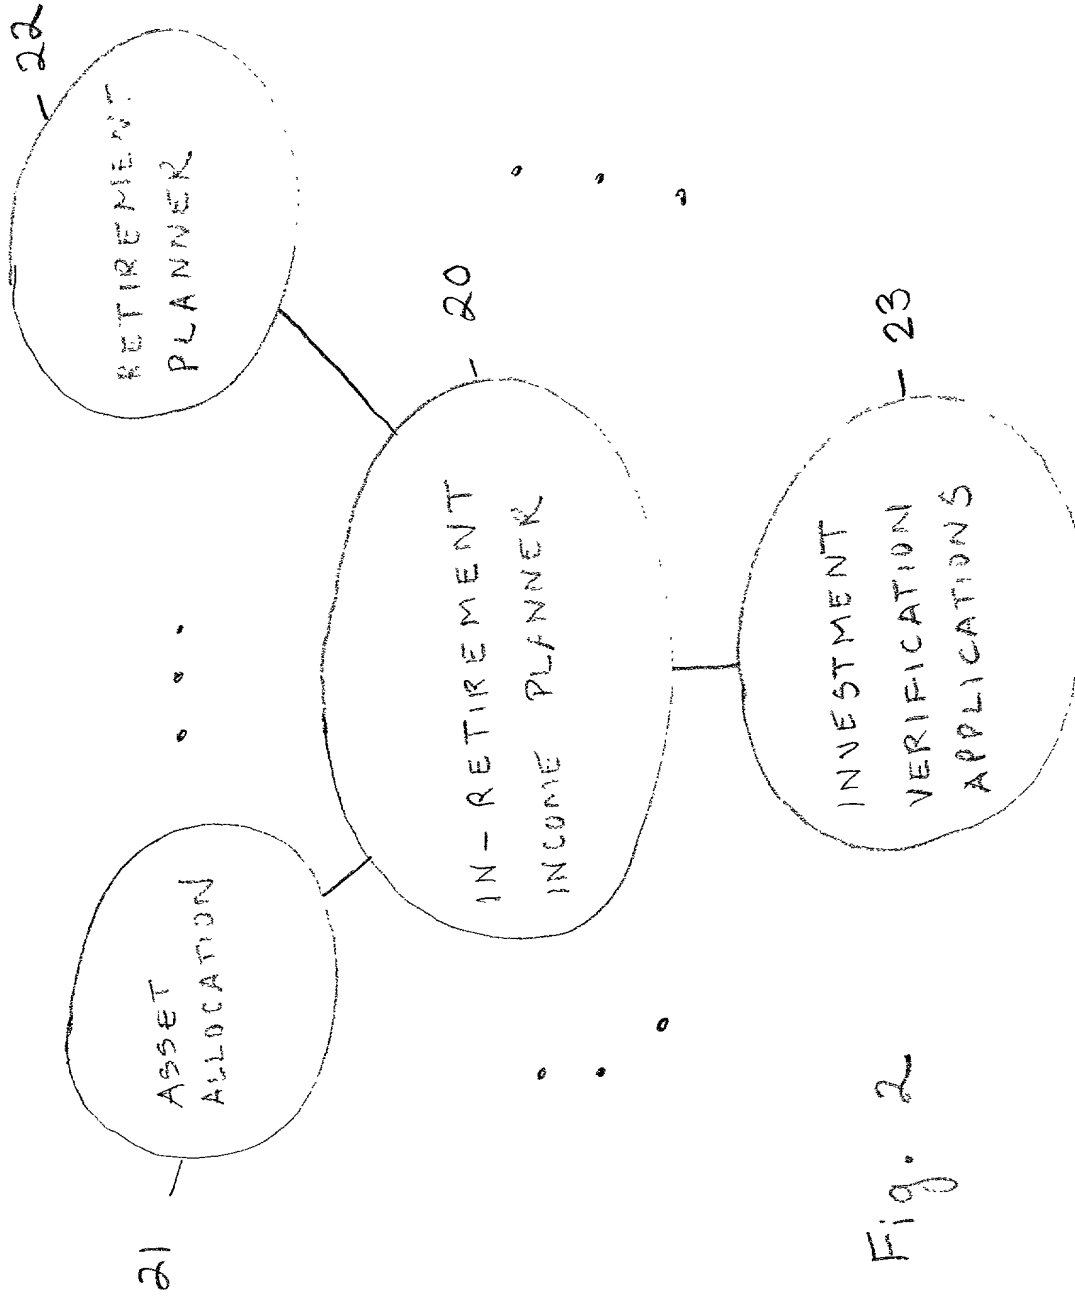 21
ASSET
ALLOCATION
RETIREMENT
PLANNER
22
IN-RETIREMENT
INCOME PLANNER
20
INVESTMENT
VERIFICATION
APPLICATIONS
23
Fig. 2